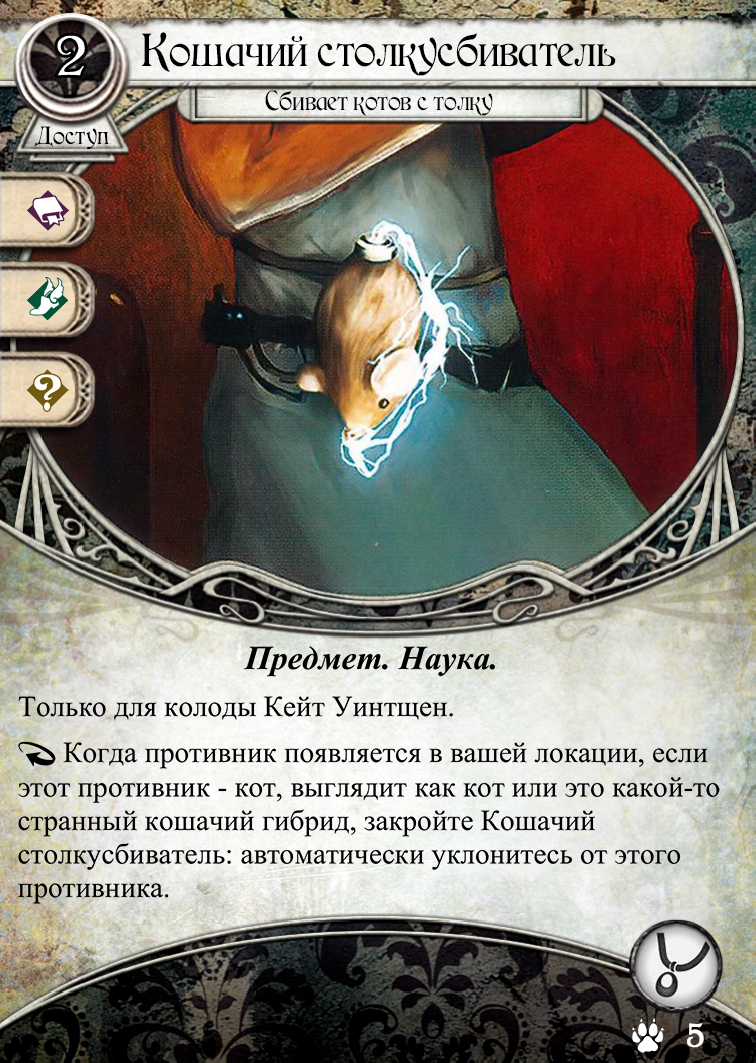 2
Кошачий столкусбиватель
Сбивает котов с толку
Доступ
?
Предмет. Наука.
Только для колоды Кейт Уинтщен.
Когда противник появляется в вашей локации, если
этот противник - кот, выглядит как кот или это какой-то
странный кошачий гибрид, закройте Кошачий
столкусбиватель: автоматически уклонитесь от этого
противника.
5